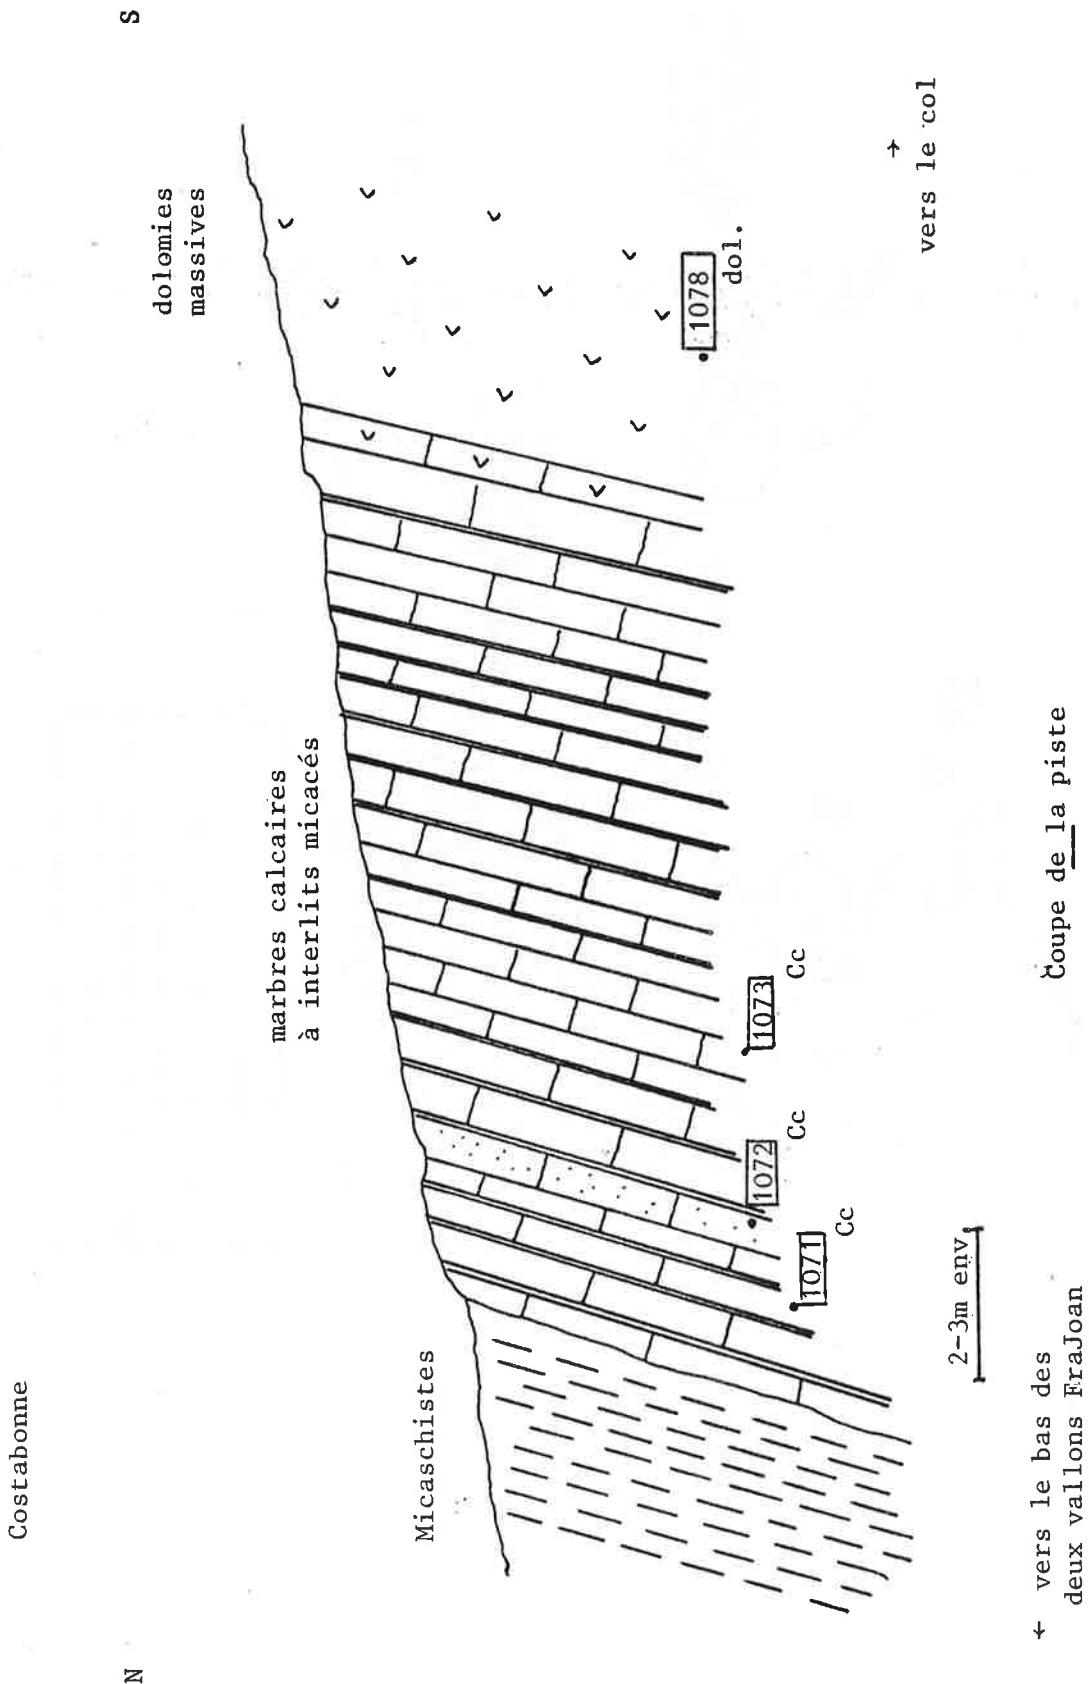 Costabonne
N
S
Micaschistes
marbres calcaires
à interlits micacés
dolomies
massives
1071
Cc
1072
Cc
1073
Cc
1078
dol.
2-3m env.
← vers le bas des
deux vallons FraJoan
Coupe de la piste
→
vers le col